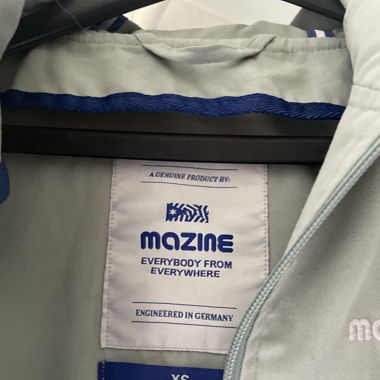 A GENUINE PRODUCT BY:
mazine
EVERYBODY FROM
EVERYWHERE
ENGINEERED IN GERMANY
XS